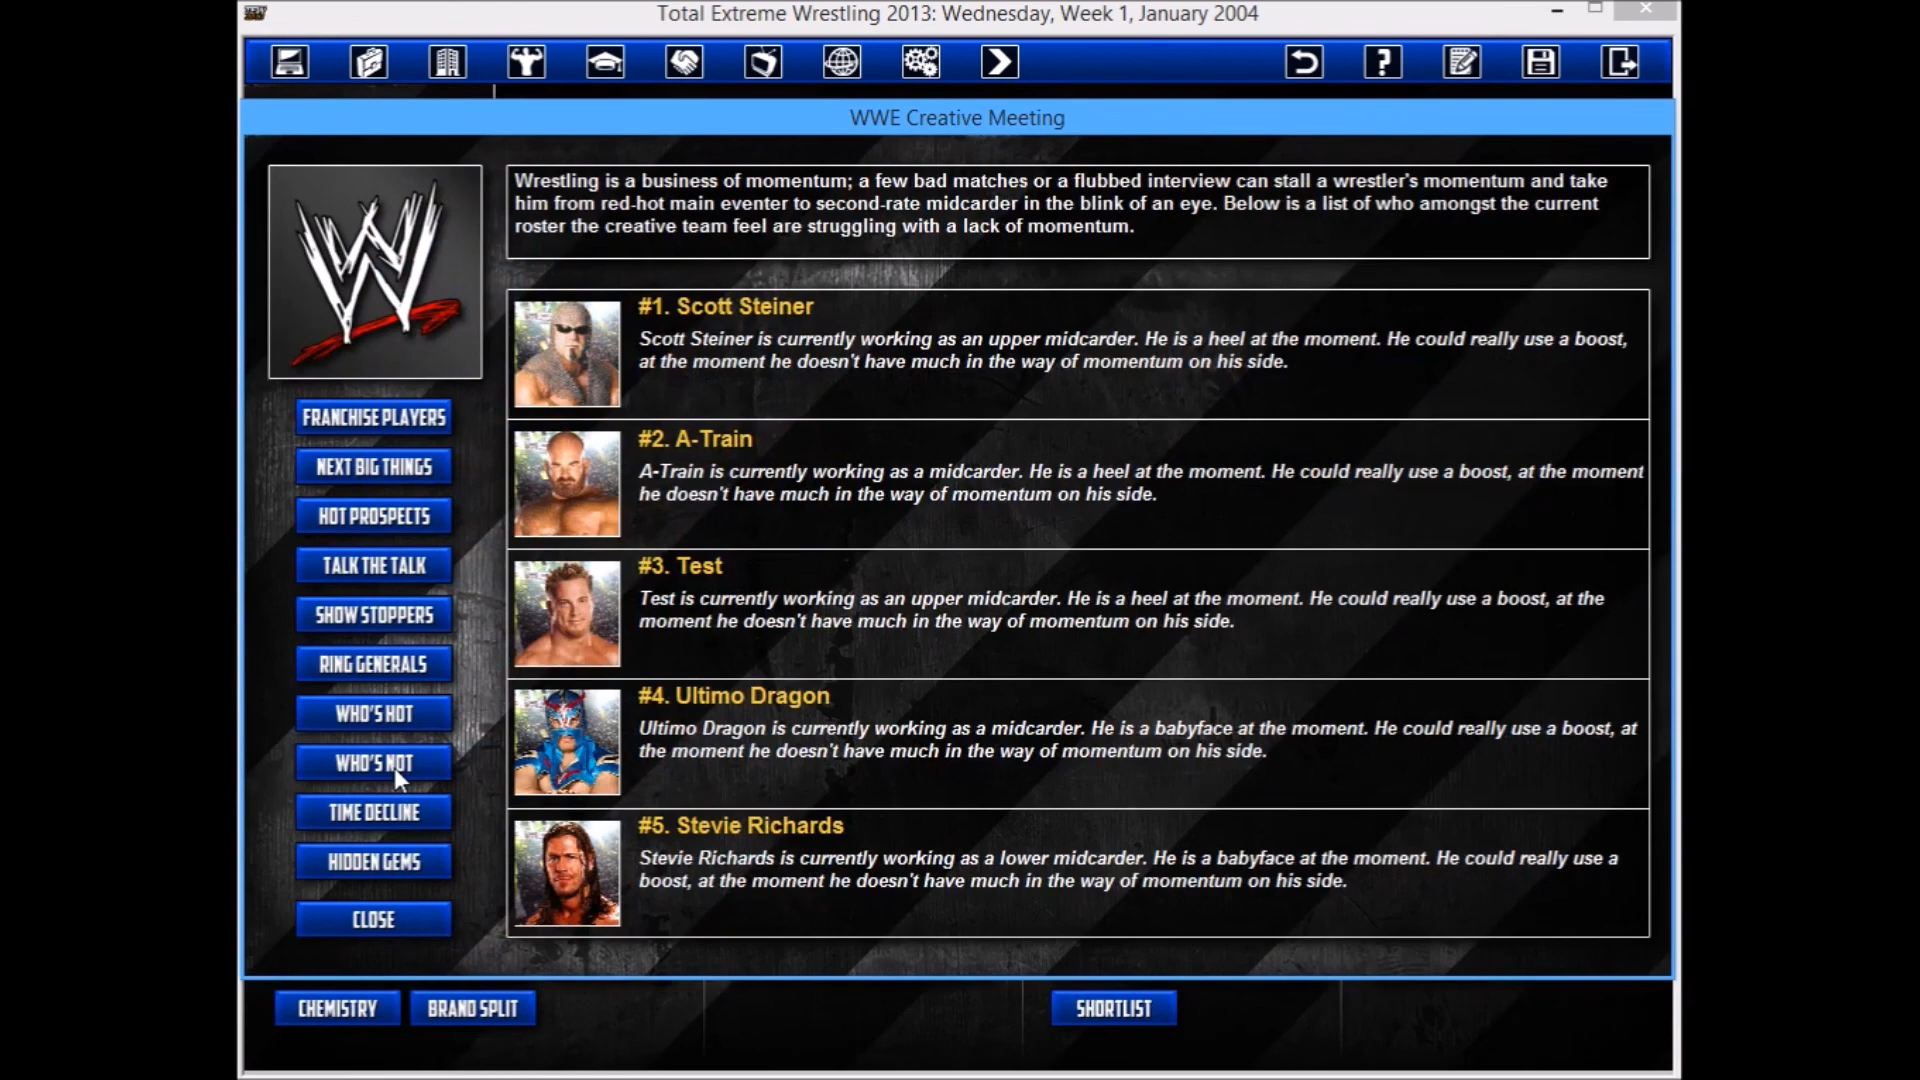 Total Extreme Wrestling 2013: Wednesday, Week 1, January 2004
WWE Creative Meeting
Wrestling is a business of momentum; a few bad matches or a flubbed interview can stall a wrestler's momentum and take
him from red-hot main eventer to second-rate midcarder in the blink of an eye. Below is a list of who amongst the current
roster the creative team feel are struggling with a lack of momentum.
FRANCHISE PLAYERS
NEXT BIG THINGS
HOT PROSPECTS
TALK THE TALK
SHOW STOPPERS
RING GENERALS
WHO'S HOT
WHO'S NOT
TIME DECLINE
HIDDEN GEMS
CLOSE
#1. Scott Steiner
Scott Steiner is currently working as an upper midcarder. He is a heel at the moment. He could really use a boost,
at the moment he doesn't have much in the way of momentum on his side.
#2. A-Train
A-Train is currently working as a midcarder. He is a heel at the moment. He could really use a boost, at the moment
he doesn't have much in the way of momentum on his side.
#3. Test
Test is currently working as an upper midcarder. He is a heel at the moment. He could really use a boost, at the
moment he doesn't have much in the way of momentum on his side.
#4. Ultimo Dragon
Ultimo Dragon is currently working as a midcarder. He is a babyface at the moment. He could really use a boost, at
the moment he doesn't have much in the way of momentum on his side.
#5. Stevie Richards
Stevie Richards is currently working as a lower midcarder. He is a babyface at the moment. He could really use a
boost, at the moment he doesn't have much in the way of momentum on his side.
CHEMISTRY
BRAND SPLIT
SHORTLIST